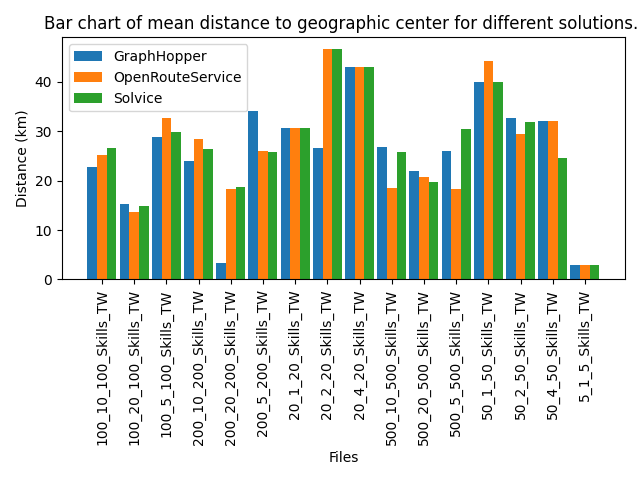 Bar chart of mean distance to geographic center for different solutions.
GraphHopper
OpenRouteService
Solvice
Distance (km)
40
30
20
10
0
100_10_100_Skills_TW
100_20_100_Skills_TW
100_5_100_Skills_TW
200_10_200_Skills_TW
200_20_200_Skills_TW
200_5_200_Skills_TW
20_1_20_Skills_TW
20_2_20_Skills_TW
20_4_20_Skills_TW
500_10_500_Skills_TW
500_20_500_Skills_TW
500_5_500_Skills_TW
50_1_50_Skills_TW
50_2_50_Skills_TW
50_4_50_Skills_TW
5_1_5_Skills_TW
Files